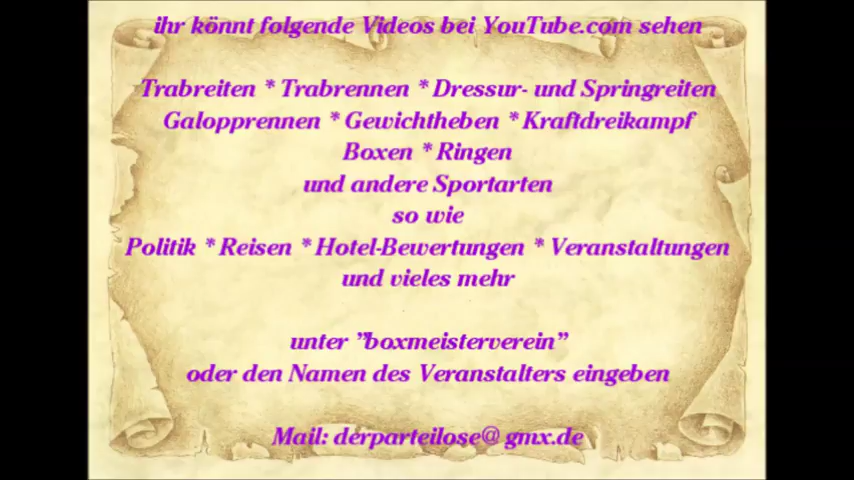 ihr könnt folgende Videos bei YouTube.com sehen
Trabreiten * Trabrennen * Dressur- und Springreiten
Galopprennen * Gewichtheben * Kraftdreikampf
Boxen * Ringen
und andere Sportarten
so wie
Politik * Reisen * Hotel-Bewertungen * Veranstaltungen
und vieles mehr
unter "boxmeisterverein"
oder den Namen des Veranstalters eingeben
Mail: derparteilose@gmx.de